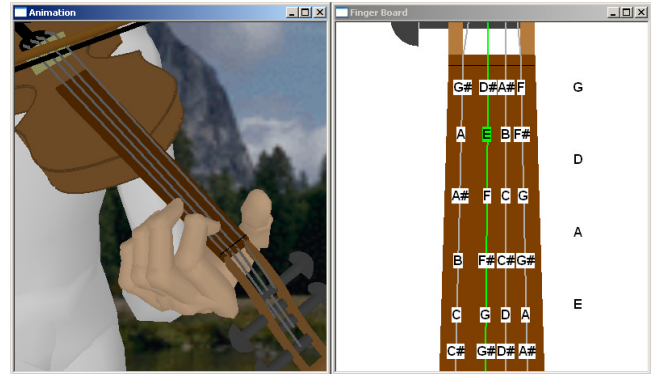 Animation
Finger Board
G# D# A# F
G
A E B F#
D
A# F C G
A
B F# C# G#
E
C G D A
C# G# D# A#